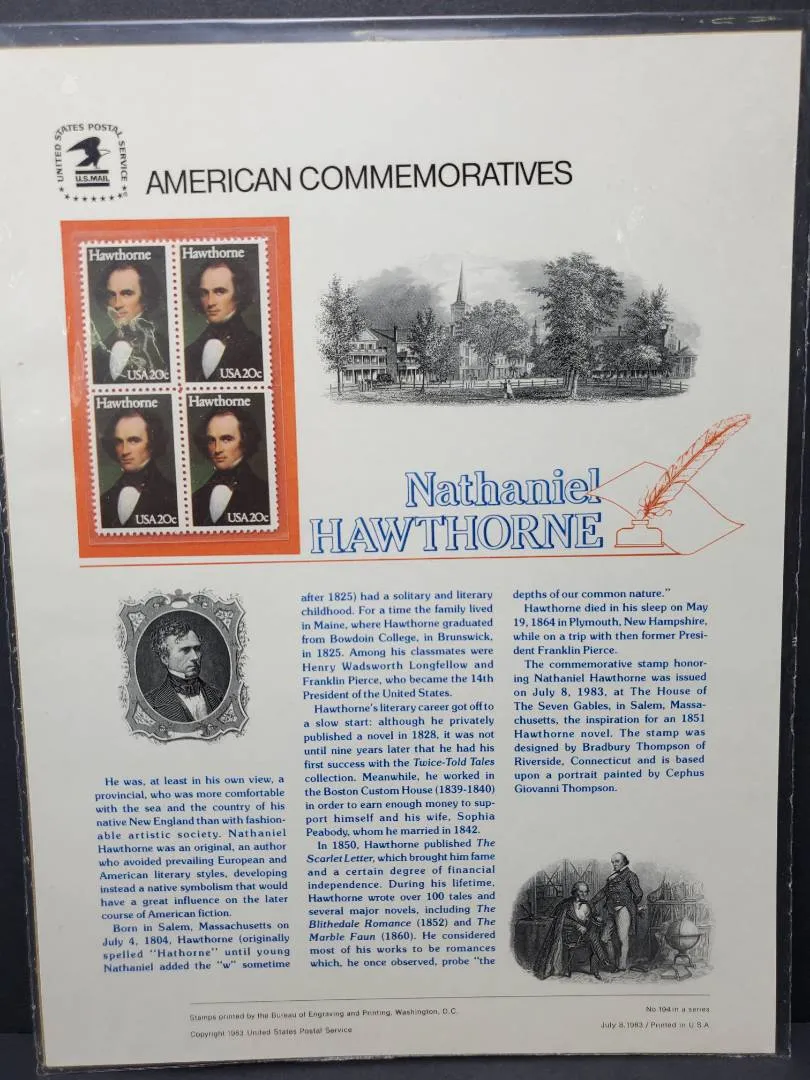 UNITED STATES POSTAL SERVICE
U.S.MAIL
AMERICAN COMMEMORATIVES
Hawthorne
USA 20c
Hawthorne
USA 20c
Hawthorne
USA 20c
Hawthorne
USA 20c
Nathaniel
HAWTHORNE
He was, at least in his own view, a
provincial, who was more comfortable
with the sea and the country of his
native New England than with fashion-
able artistic society. Nathaniel
Hawthorne was an original, an author
who avoided prevailing European and
American literary styles, developing
instead a native symbolism that would
have a great influence on the later
course of American fiction.
Born in Salem, Massachusetts on
July 4, 1804, Hawthorne (originally
spelled "Hathorne" until young
Nathaniel added the "w" sometime
after 1825) had a solitary and literary
childhood. For a time the family lived
in Maine, where Hawthorne graduated
from Bowdoin College, in Brunswick,
in 1825. Among his classmates were
Henry Wadsworth Longfellow and
Franklin Pierce, who became the 14th
President of the United States.
Hawthorne's literary career got off to
a slow start: although he privately
published a novel in 1828, it was not
until nine years later that he had his
first success with the Twice-Told Tales
collection. Meanwhile, he worked in
the Boston Custom House (1839-1840)
in order to earn enough money to sup-
port himself and his wife, Sophia
Peabody, whom he married in 1842.
In 1850, Hawthorne published The
Scarlet Letter, which brought him fame
and a certain degree of financial
independence. During his lifetime,
Hawthorne wrote over 100 tales and
several major novels, including The
Blithedale Romance (1852) and The
Marble Faun (1860). He considered
most of his works to be romances
which, he once observed, probe "the
depths of our common nature."
Hawthorne died in his sleep on May
19, 1864 in Plymouth, New Hampshire,
while on a trip with then former Presi-
dent Franklin Pierce.
The commemorative stamp honor-
ing Nathaniel Hawthorne was issued
on July 8, 1983, at The House of
The Seven Gables, in Salem, Massa-
chusetts, the inspiration for an 1851
Hawthorne novel. The stamp was
designed by Bradbury Thompson of
Riverside, Connecticut and is based
upon a portrait painted by Cephus
Giovanni Thompson.
Stamps printed by the Bureau of Engraving and Printing, Washington, D.C.
Copyright 1983 United States Postal Service
No. 194 in a series
July 8, 1983 / Printed in U.S.A.